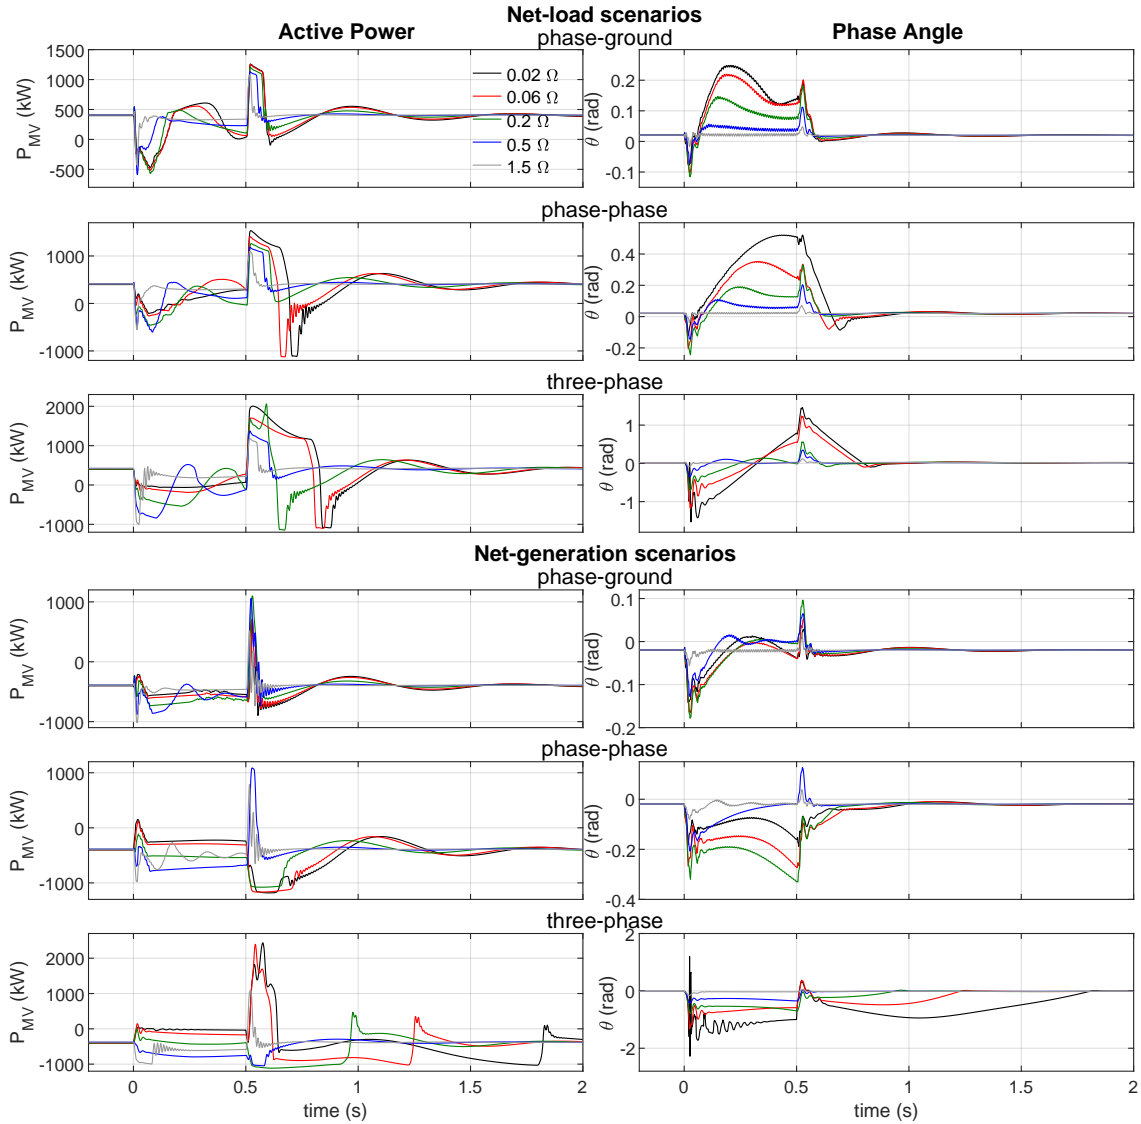 Net-load scenarios
Active Power
phase-ground
Phase Angle
1500
1000
500
0
-500
P_MV (kW)
0.02 Ω
0.06 Ω
0.2 Ω
0.5 Ω
1.5 Ω
0.2
0.1
0
-0.1
θ (rad)
phase-phase
1000
0
-1000
P_MV (kW)
0.4
0.2
0
-0.2
θ (rad)
three-phase
2000
1000
0
-1000
P_MV (kW)
1
0
-1
θ (rad)
Net-generation scenarios
phase-ground
1000
0
-1000
P_MV (kW)
0.1
0
-0.1
-0.2
θ (rad)
phase-phase
1000
0
-1000
P_MV (kW)
0
-0.2
-0.4
θ (rad)
three-phase
2000
1000
0
-1000
P_MV (kW)
2
0
-2
θ (rad)
0 0.5 1 1.5 2
0 0.5 1 1.5 2
time (s)
time (s)